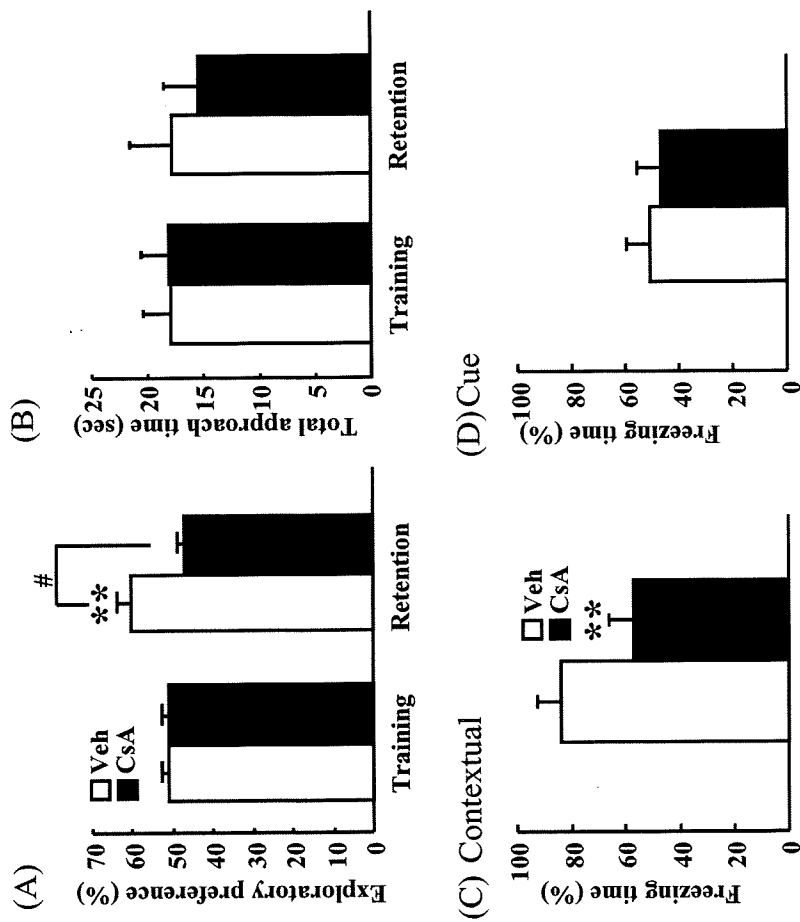 (A)
Exploratory preference (%)
70
60
50
40
30
20
10
0
Veh
CsA
**
#
Training
Retention
(B)
Total approach time (sec)
25
20
15
10
5
0
Training
Retention
(C) Contextual
Freezing time (%)
100
80
60
40
20
0
Veh
CsA
**
(D) Cue
Freezing time (%)
100
80
60
40
20
0